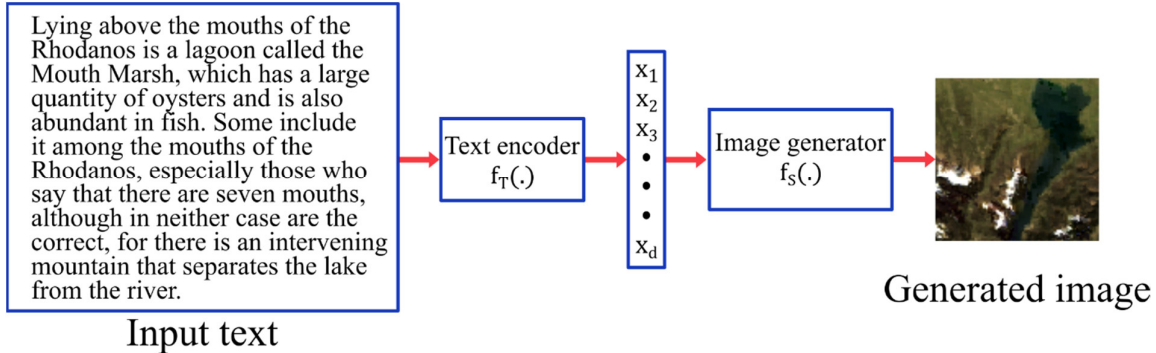 Lying above the mouths of the
Rhodanos is a lagoon called the
Mouth Marsh, which has a large
quantity of oysters and is also
abundant in fish. Some include
it among the mouths of the
Rhodanos, especially those who
say that there are seven mouths,
although in neither case are the
correct, for there is an intervening
mountain that separates the lake
from the river.
Input text
Text encoder
f_T(.)
x_1
x_2
x_3
•
•
•
x_d
Image generator
f_S(.)
Generated image